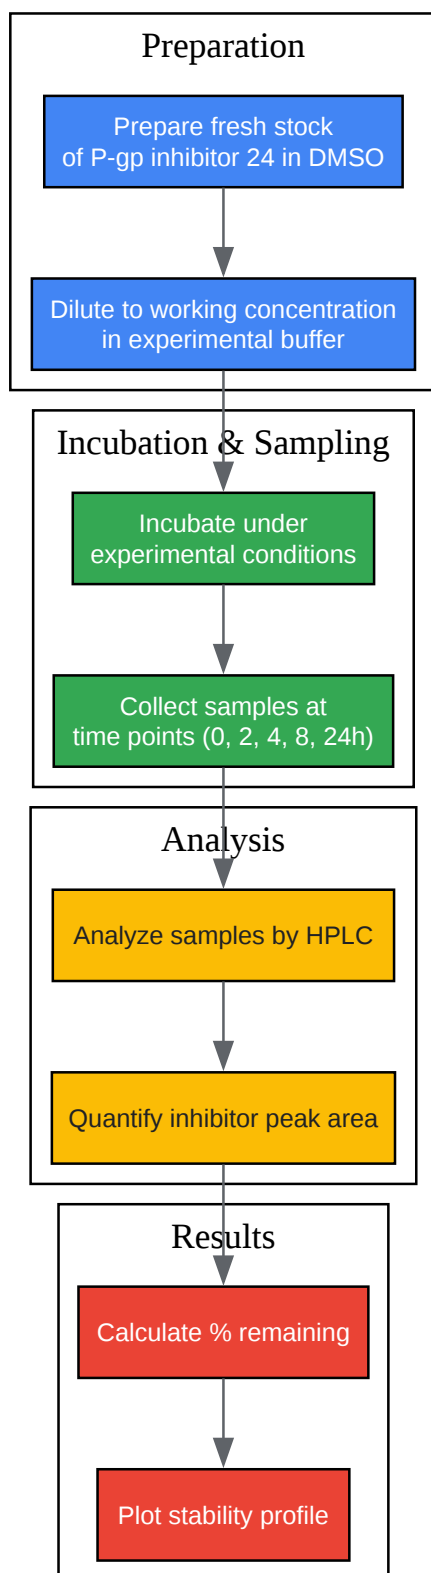 Preparation
Prepare fresh stock
of P-gp inhibitor 24 in DMSO
Dilute to working concentration
in experimental buffer
Incubation & Sampling
Incubate under
experimental conditions
Collect samples at
time points (0, 2, 4, 8, 24h)
Analysis
Analyze samples by HPLC
Quantify inhibitor peak area
Results
Calculate % remaining
Plot stability profile